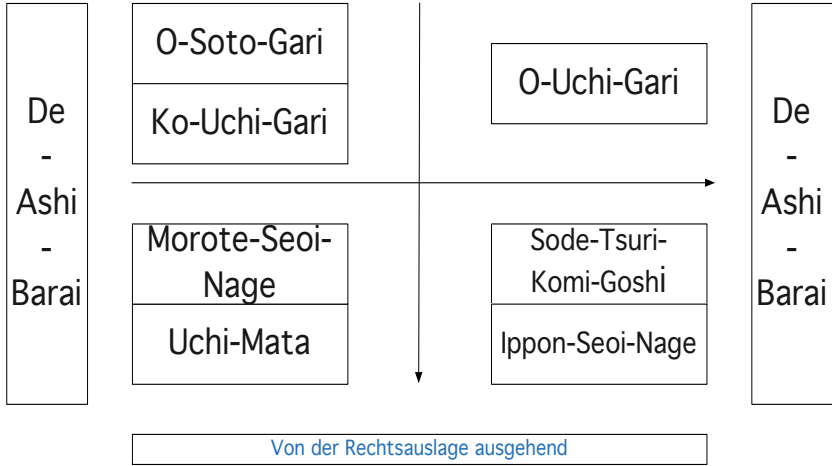 De
-
Ashi
-
Barai
O-Soto-Gari
Ko-Uchi-Gari
Morote-Seoi-
Nage
Uchi-Mata
O-Uchi-Gari
Sode-Tsuri-
Komi-Goshi
Ippon-Seoi-Nage
De
-
Ashi
-
Barai
Von der Rechtsauslage ausgehend